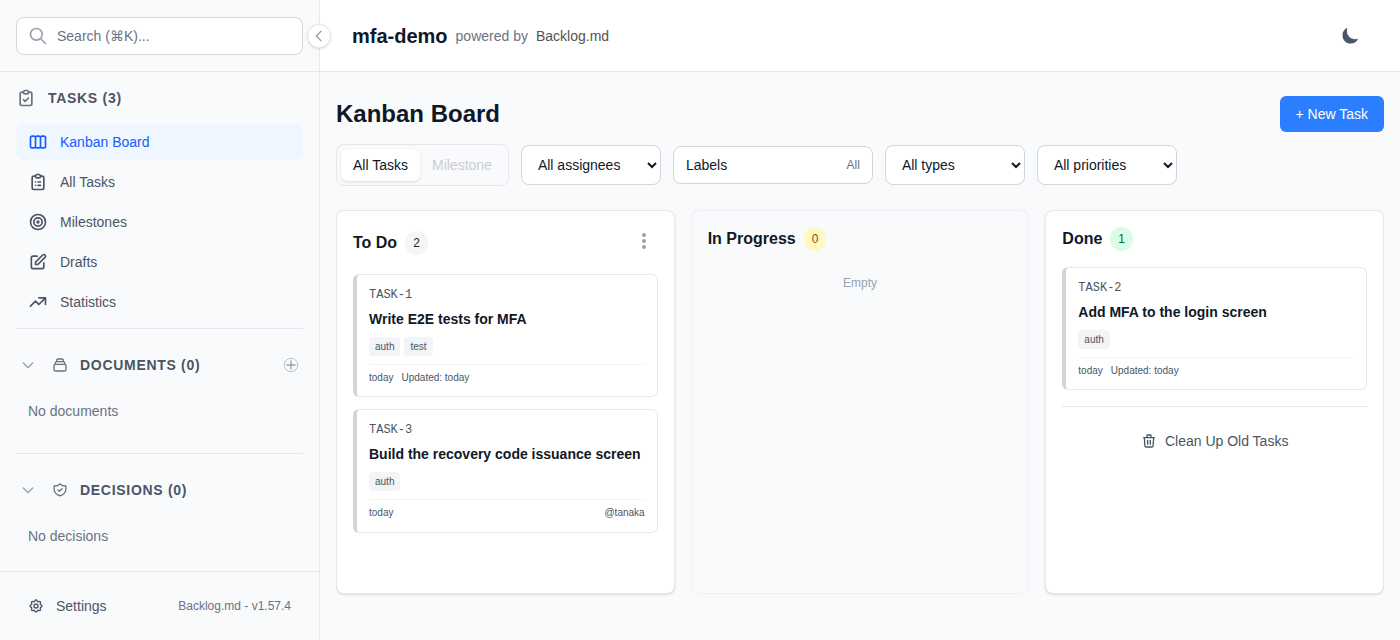 Search (⌘K)...
mfa-demo powered by Backlog.md
TASKS (3)
Kanban Board
All Tasks
Milestones
Drafts
Statistics
DOCUMENTS (0)
No documents
DECISIONS (0)
No decisions
Settings
Backlog.md - v1.57.4
Kanban Board
+ New Task
All Tasks Milestone
All assignees
Labels All
All types
All priorities
To Do 2
TASK-1
Write E2E tests for MFA
auth test
today Updated: today
TASK-3
Build the recovery code issuance screen
auth
today @tanaka
In Progress 0
Empty
Done 1
TASK-2
Add MFA to the login screen
auth
today Updated: today
Clean Up Old Tasks